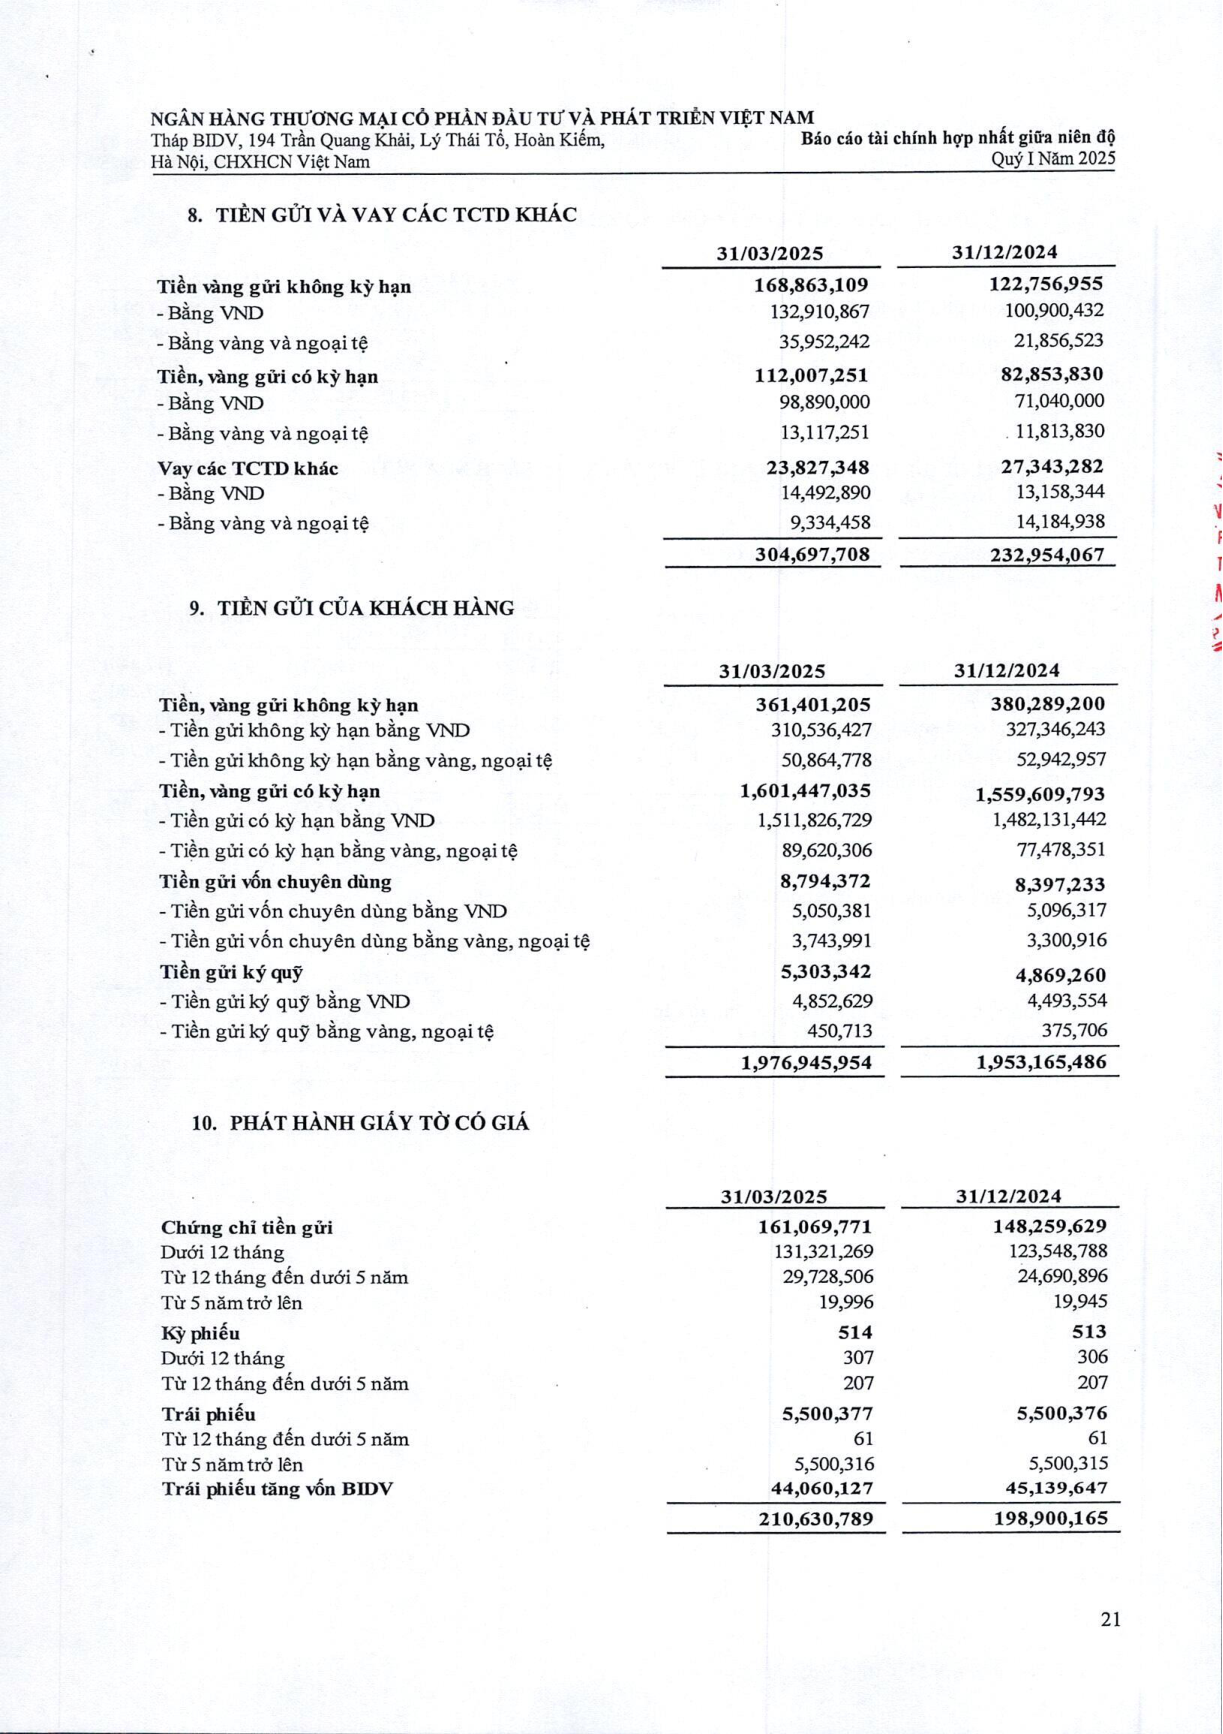 NGÂN HÀNG THƯƠNG MẠI CỔ PHẦN ĐẦU TƯ VÀ PHÁT TRIỂN VIỆT NAM
Tháp BIDV, 194 Trần Quang Khải, Lý Thái Tổ, Hoàn Kiếm, Báo cáo tài chính hợp nhất giữa niên độ
Hà Nội, CHXHCN Việt Nam Quý I Năm 2025
8. TIỀN GỬI VÀ VAY CÁC TCTD KHÁC
31/03/2025 31/12/2024
Tiền vàng gửi không kỳ hạn 168,863,109 122,756,955
- Bằng VND 132,910,867 100,900,432
- Bằng vàng và ngoại tệ 35,952,242 21,856,523
Tiền, vàng gửi có kỳ hạn 112,007,251 82,853,830
- Bằng VND 98,890,000 71,040,000
- Bằng vàng và ngoại tệ 13,117,251 11,813,830
Vay các TCTD khác 23,827,348 27,343,282
- Bằng VND 14,492,890 13,158,344
- Bằng vàng và ngoại tệ 9,334,458 14,184,938
304,697,708 232,954,067
9. TIỀN GỬI CỦA KHÁCH HÀNG
31/03/2025 31/12/2024
Tiền, vàng gửi không kỳ hạn 361,401,205 380,289,200
- Tiền gửi không kỳ hạn bằng VND 310,536,427 327,346,243
- Tiền gửi không kỳ hạn bằng vàng, ngoại tệ 50,864,778 52,942,957
Tiền, vàng gửi có kỳ hạn 1,601,447,035 1,559,609,793
- Tiền gửi có kỳ hạn bằng VND 1,511,826,729 1,482,131,442
- Tiền gửi có kỳ hạn bằng vàng, ngoại tệ 89,620,306 77,478,351
Tiền gửi vốn chuyên dùng 8,794,372 8,397,233
- Tiền gửi vốn chuyên dùng bằng VND 5,050,381 5,096,317
- Tiền gửi vốn chuyên dùng bằng vàng, ngoại tệ 3,743,991 3,300,916
Tiền gửi ký quỹ 5,303,342 4,869,260
- Tiền gửi ký quỹ bằng VND 4,852,629 4,493,554
- Tiền gửi ký quỹ bằng vàng, ngoại tệ 450,713 375,706
1,976,945,954 1,953,165,486
10. PHÁT HÀNH GIẤY TỜ CÓ GIÁ
31/03/2025 31/12/2024
Chứng chỉ tiền gửi 161,069,771 148,259,629
Dưới 12 tháng 131,321,269 123,548,788
Từ 12 tháng đến dưới 5 năm 29,728,506 24,690,896
Từ 5 năm trở lên 19,996 19,945
Kỳ phiếu 514 513
Dưới 12 tháng 307 306
Từ 12 tháng đến dưới 5 năm 207 207
Trái phiếu 5,500,377 5,500,376
Từ 12 tháng đến dưới 5 năm 61 61
Từ 5 năm trở lên 5,500,316 5,500,315
Trái phiếu tăng vốn BIDV 44,060,127 45,139,647
210,630,789 198,900,165
21